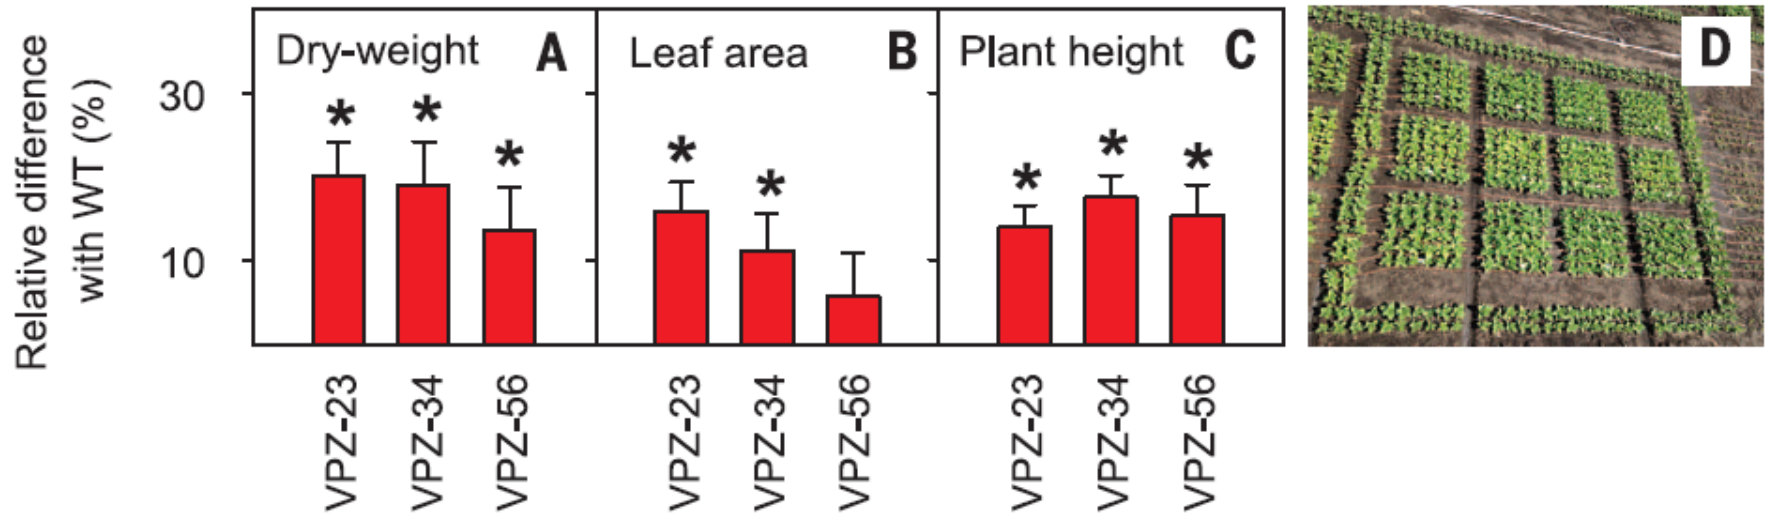 Relative difference
with WT (%)
30
10
Dry-weight A
* * *
VPZ-23
VPZ-34
VPZ-56
Leaf area B
* *
VPZ-23
VPZ-34
VPZ-56
Plant height C
* * *
VPZ-23
VPZ-34
VPZ-56
D